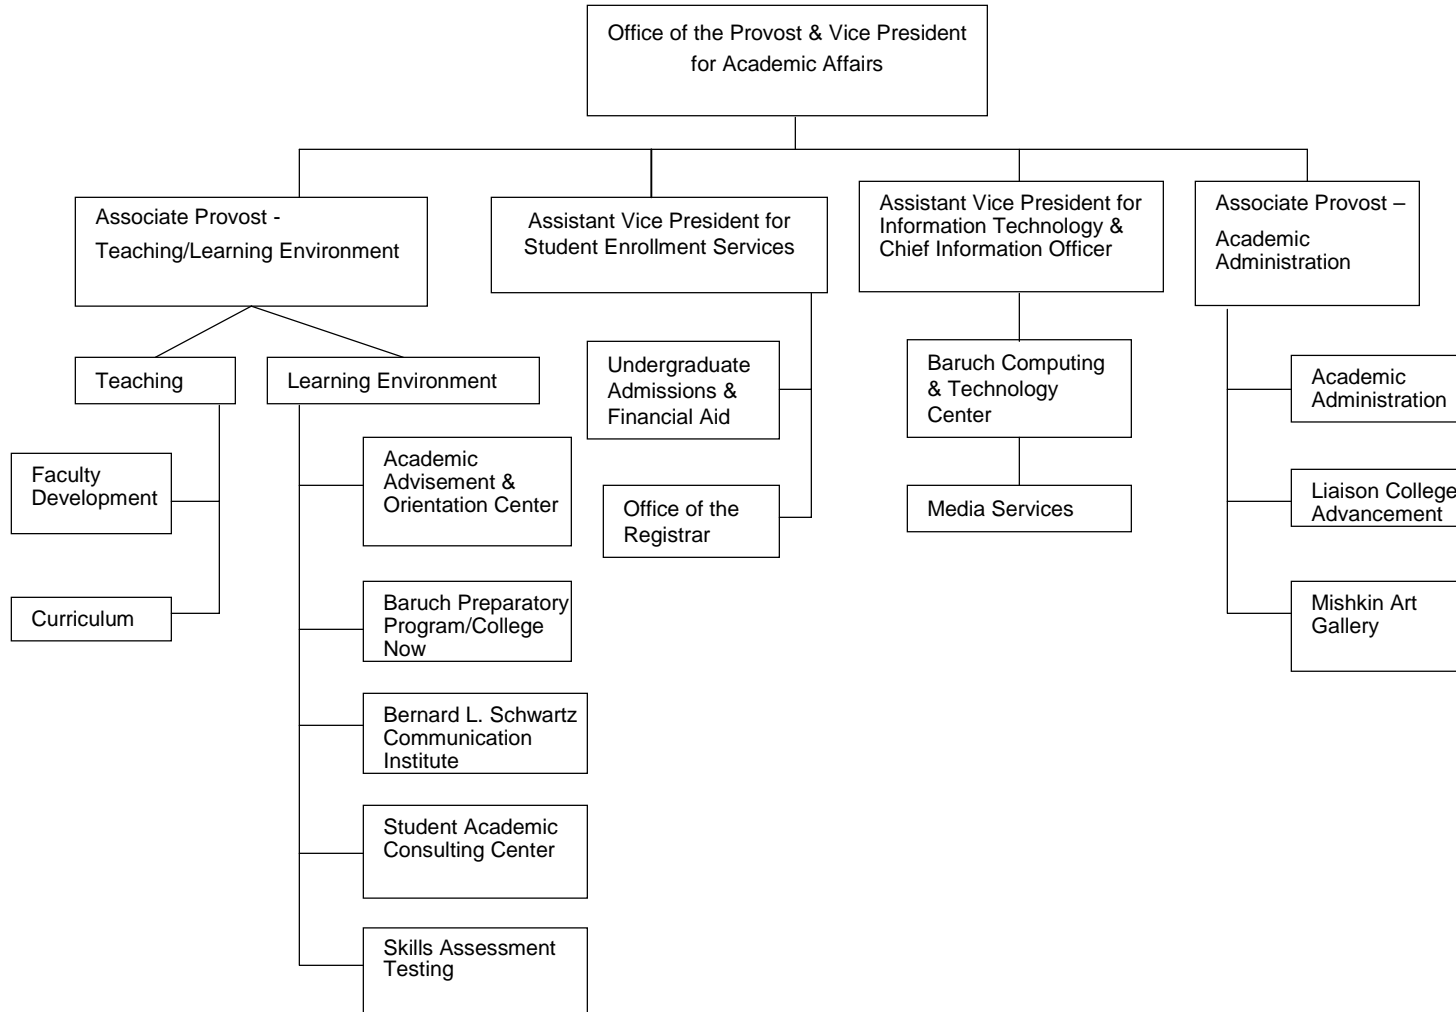 Office of the Provost & Vice President
for Academic Affairs
Associate Provost -
Teaching/Learning Environment
Assistant Vice President for
Student Enrollment Services
Assistant Vice President for
Information Technology &
Chief Information Officer
Associate Provost –
Academic
Administration
Teaching
Learning Environment
Undergraduate
Admissions &
Financial Aid
Baruch Computing
& Technology
Center
Academic
Administration
Faculty
Development
Academic
Advisement &
Orientation Center
Office of the
Registrar
Media Services
Liaison College
Advancement
Curriculum
Baruch Preparatory
Program/College
Now
Mishkin Art
Gallery
Bernard L. Schwartz
Communication
Institute
Student Academic
Consulting Center
Skills Assessment
Testing